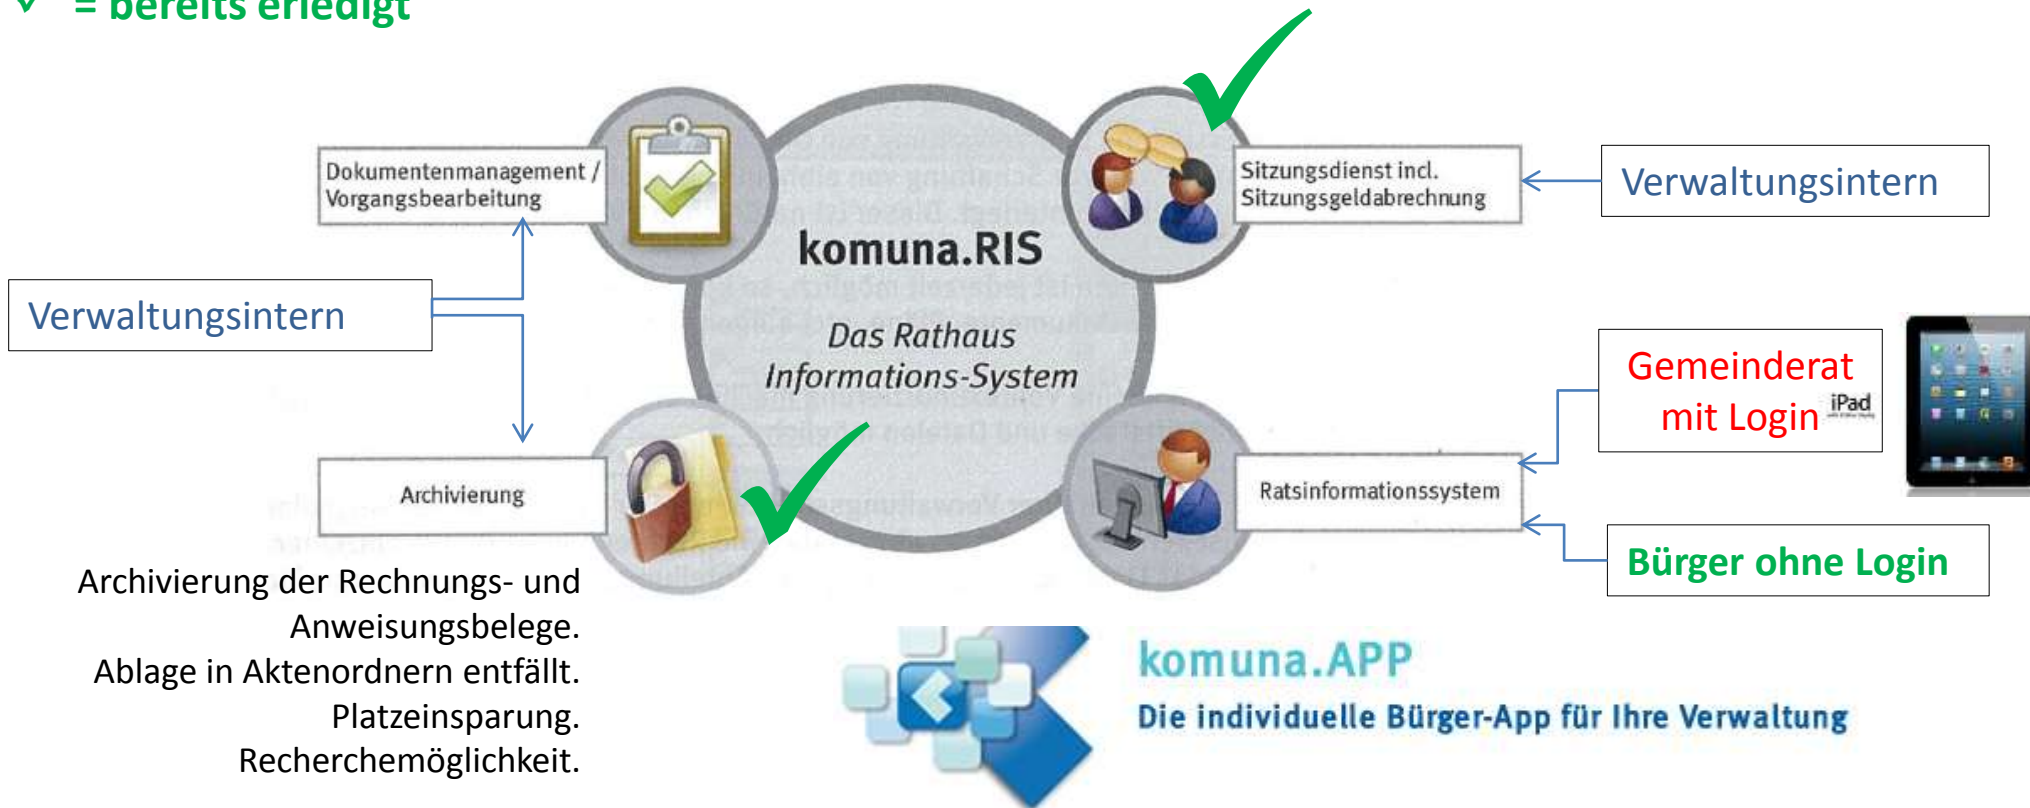 ✓ = bereits erledigt
Dokumentenmanagement /
Vorgangsbearbeitung
Sitzungsdienst incl.
Sitzungsgeldabrechnung
Verwaltungsintern
komuna.RIS
Verwaltungsintern
Das Rathaus
Informations-System
Gemeinderat
mit Login
iPad
Archivierung
Ratsinformationssystem
Bürger ohne Login
Archivierung der Rechnungs- und
Anweisungsbelege.
Ablage in Aktenordnern entfällt.
Platzeinsparung.
Recherchemöglichkeit.
komuna.APP
Die individuelle Bürger-App für Ihre Verwaltung